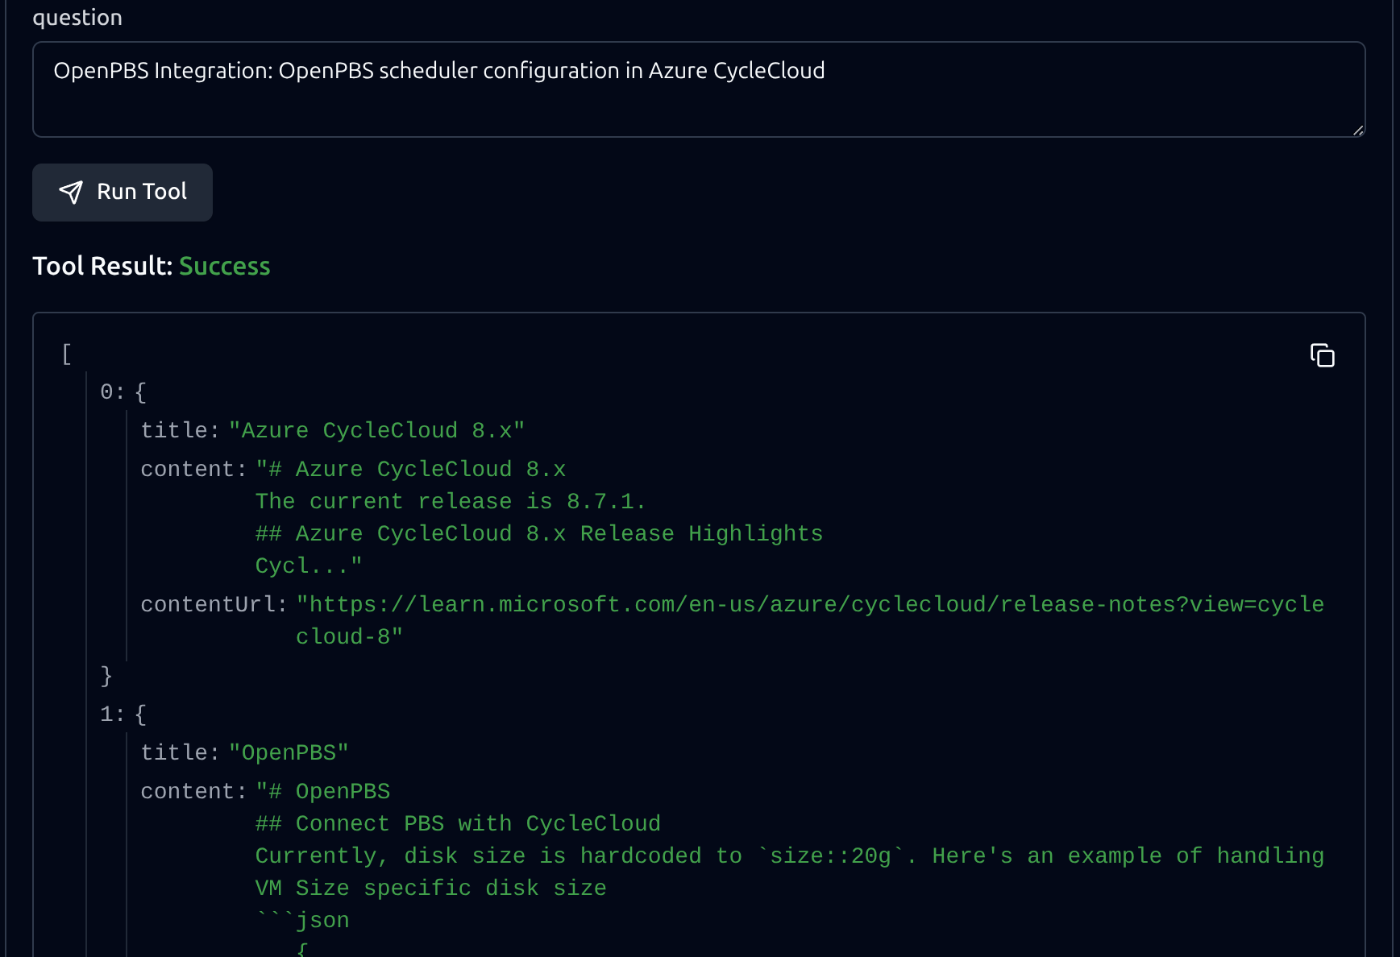 question
OpenPBS Integration: OpenPBS scheduler configuration in Azure CycleCloud
Run Tool
Tool Result: Success
[
0: {
title: "Azure CycleCloud 8.x"
content: "# Azure CycleCloud 8.x
The current release is 8.7.1.
## Azure CycleCloud 8.x Release Highlights
Cycl..."
contentUrl: "https://learn.microsoft.com/en-us/azure/cyclecloud/release-notes?view=cycle
cloud-8"
}
1: {
title: "OpenPBS"
content: "# OpenPBS
## Connect PBS with CycleCloud
Currently, disk size is hardcoded to `size::20g`. Here's an example of handling
VM Size specific disk size
```json
{